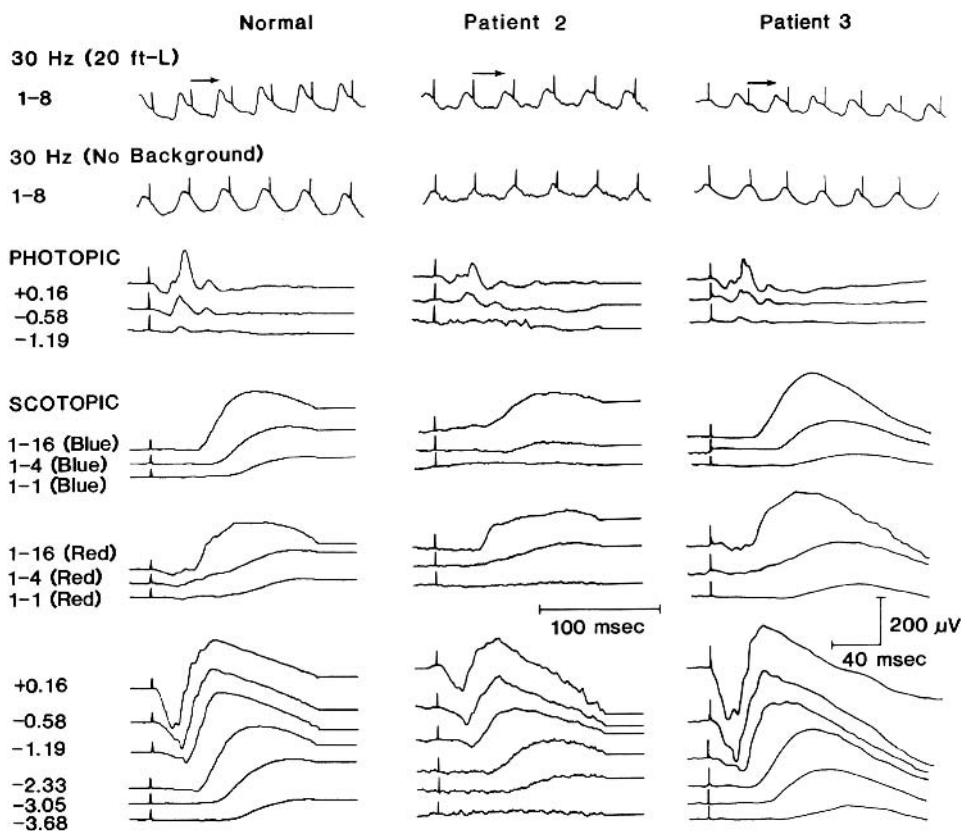 Normal Patient 2 Patient 3
30 Hz (20 ft-L)
1-8
30 Hz (No Background)
1-8
PHOTOPIC
+0.16
-0.58
-1.19
SCOTOPIC
1-16 (Blue)
1-4 (Blue)
1-1 (Blue)
1-16 (Red)
1-4 (Red)
1-1 (Red)
100 msec
200 μV
40 msec
+0.16
-0.58
-1.19
-2.33
-3.05
-3.68